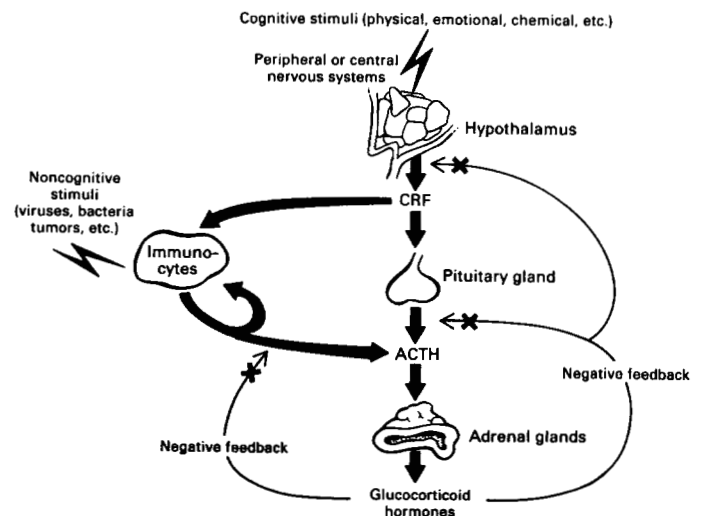 Cognitive stimuli (physical, emotional, chemical, etc.)
Peripheral or central
nervous systems
Hypothalamus
Noncognitive
stimuli
(viruses, bacteria
tumors, etc.)
CRF
Immuno-
cytes
Pituitary gland
ACTH
Negative feedback
Adrenal glands
Negative feedback
Glucocorticoid
hormones